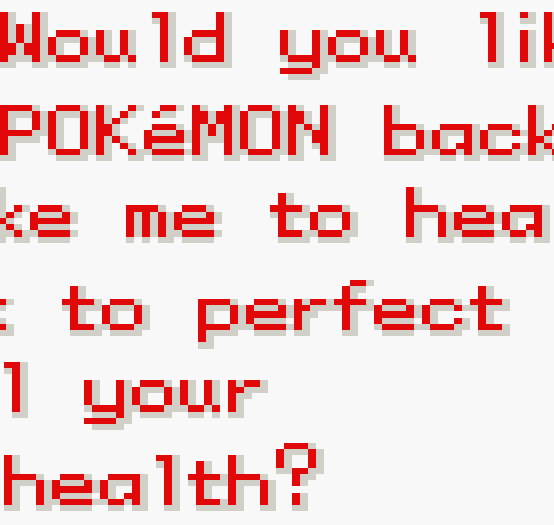 Would you lik
POKéMON back
ke me to hea
to perfect
l your
health?